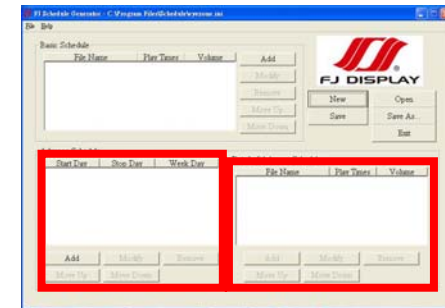 FJ Schedule Generator - C:\Program Files\Schedule\eyezone.ini
File Help
Basic Schedule
File Name Play Times Volume
Add
Modify
Remove
Move Up
Move Down
FJ DISPLAY
New Open
Save Save As..
Exit
Start Day Stop Day Week Day
Add Modify Remove
Move Up Move Down
File Name Play Times Volume
Add Modify Remove
Move Up Move Down